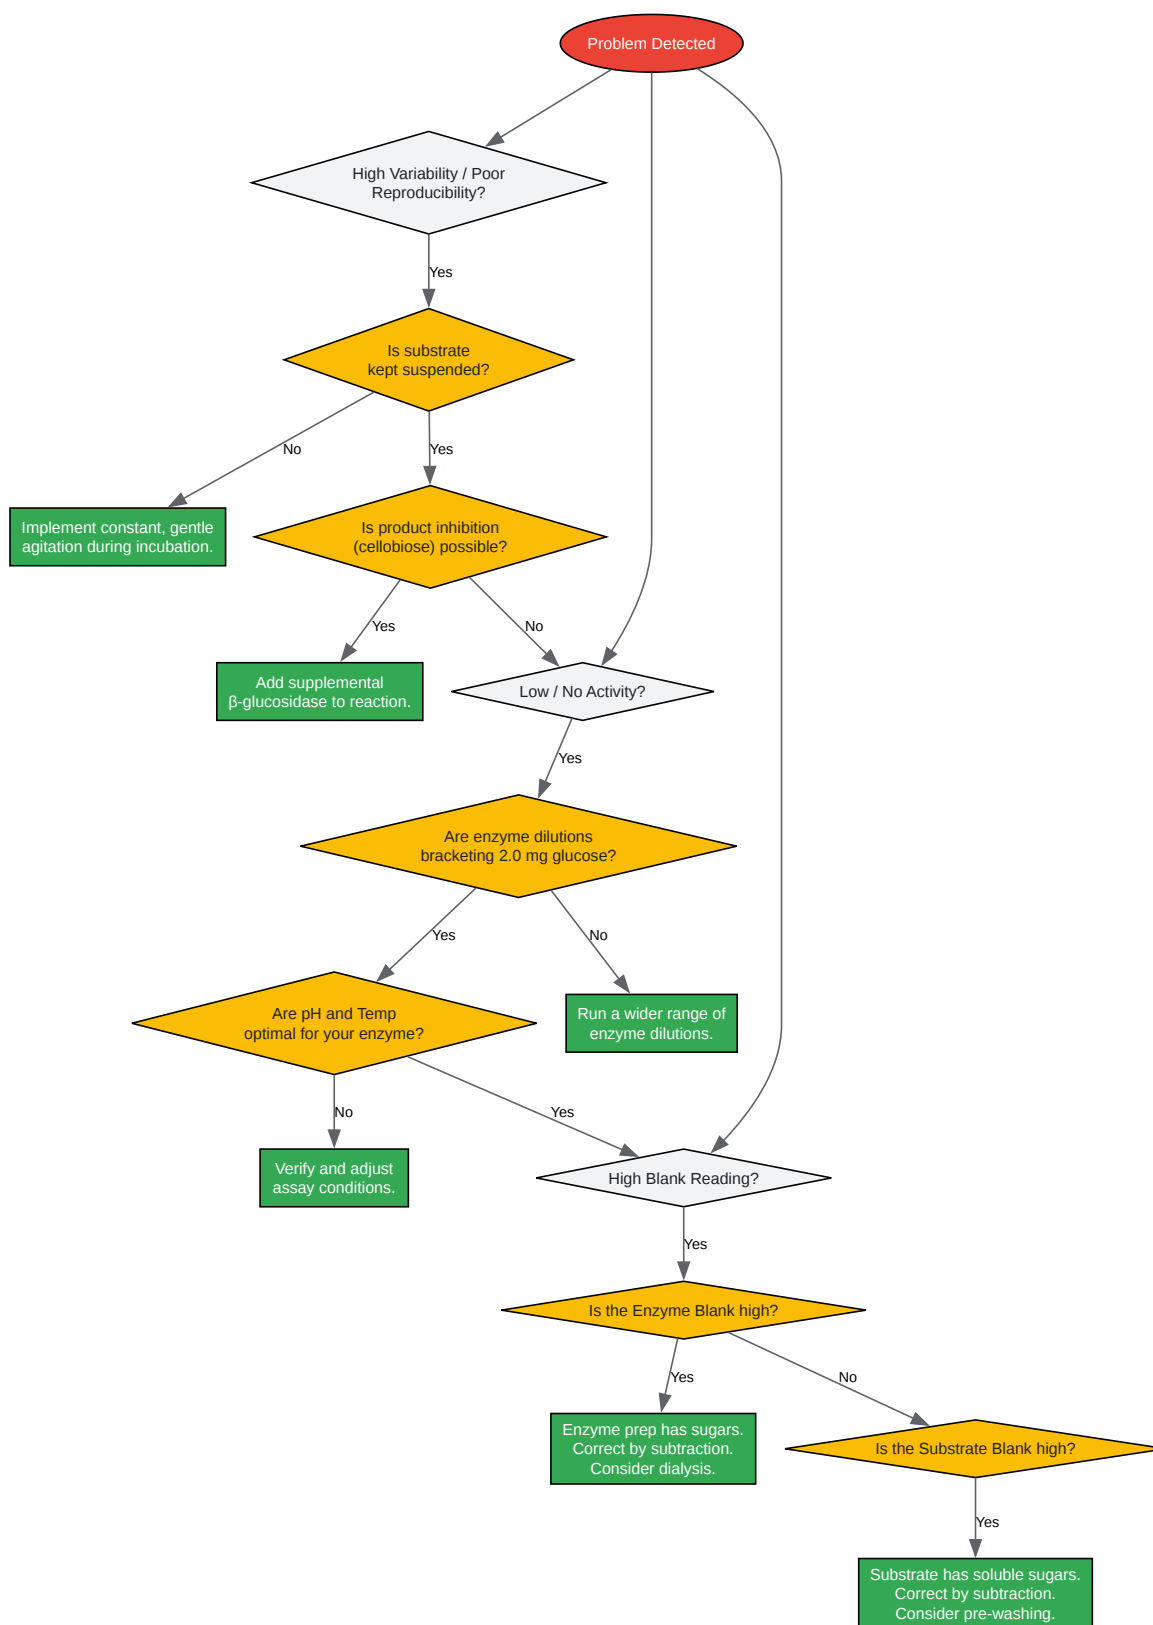 Problem Detected
High Variability / Poor
Reproducibility?
Yes
Is substrate
kept suspended?
No
Yes
Implement constant, gentle
agitation during incubation.
Is product inhibition
(cellobiose) possible?
Yes
No
Add supplemental
β-glucosidase to reaction.
Low / No Activity?
Yes
Are enzyme dilutions
bracketing 2.0 mg glucose?
Yes
No
Are pH and Temp
optimal for your enzyme?
Run a wider range of
enzyme dilutions.
No
Yes
Verify and adjust
assay conditions.
High Blank Reading?
Yes
Is the Enzyme Blank high?
Yes
No
Enzyme prep has sugars.
Correct by subtraction.
Consider dialysis.
Is the Substrate Blank high?
Yes
Substrate has soluble sugars.
Correct by subtraction.
Consider pre-washing.